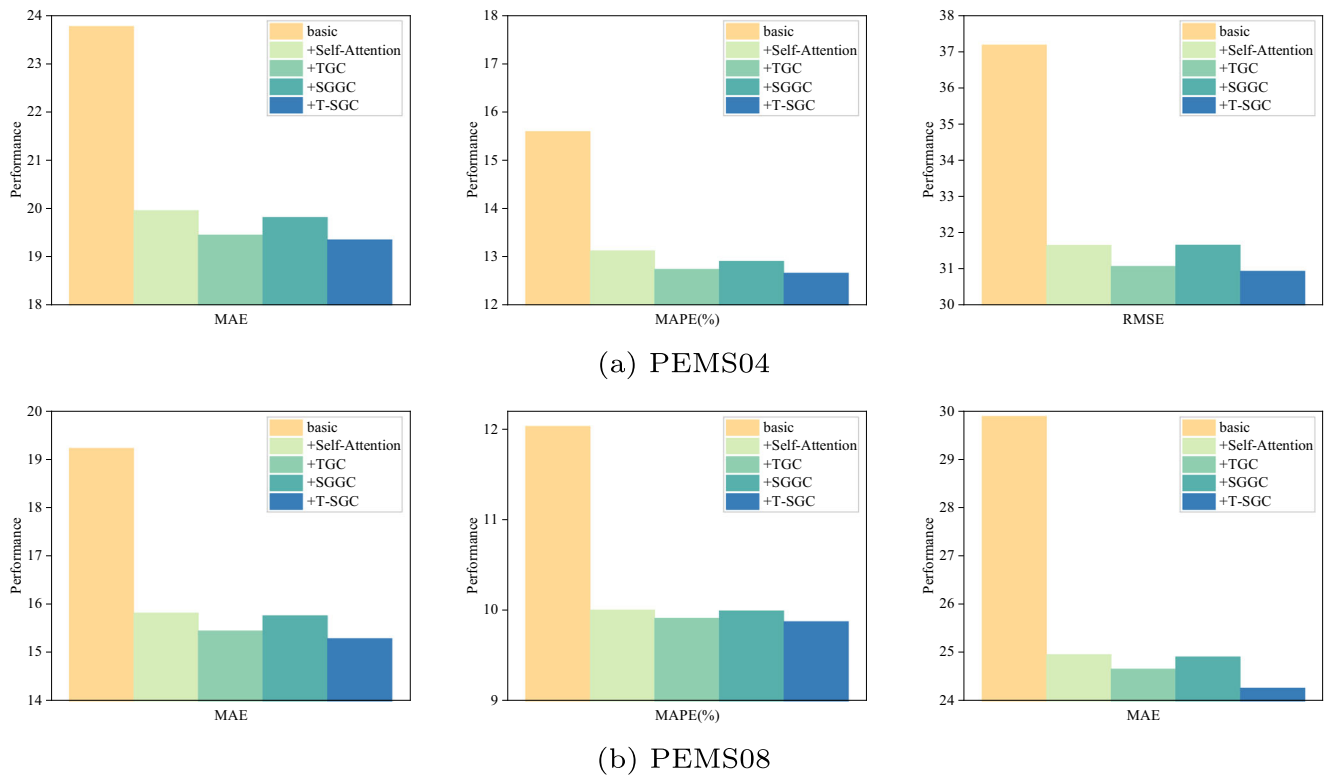 24
23
22
21
20
19
18
Performance
basic
+Self-Attention
+TGC
+SGGC
+T-SGC
MAE
18
17
16
15
14
13
12
Performance
basic
+Self-Attention
+TGC
+SGGC
+T-SGC
MAPE(%)
38
37
36
35
34
33
32
31
30
Performance
basic
+Self-Attention
+TGC
+SGGC
+T-SGC
RMSE
(a) PEMS04
20
19
18
17
16
15
14
Performance
basic
+Self-Attention
+TGC
+SGGC
+T-SGC
MAE
12
11
10
9
Performance
basic
+Self-Attention
+TGC
+SGGC
+T-SGC
MAPE(%)
30
29
28
27
26
25
24
Performance
basic
+Self-Attention
+TGC
+SGGC
+T-SGC
MAE
(b) PEMS08